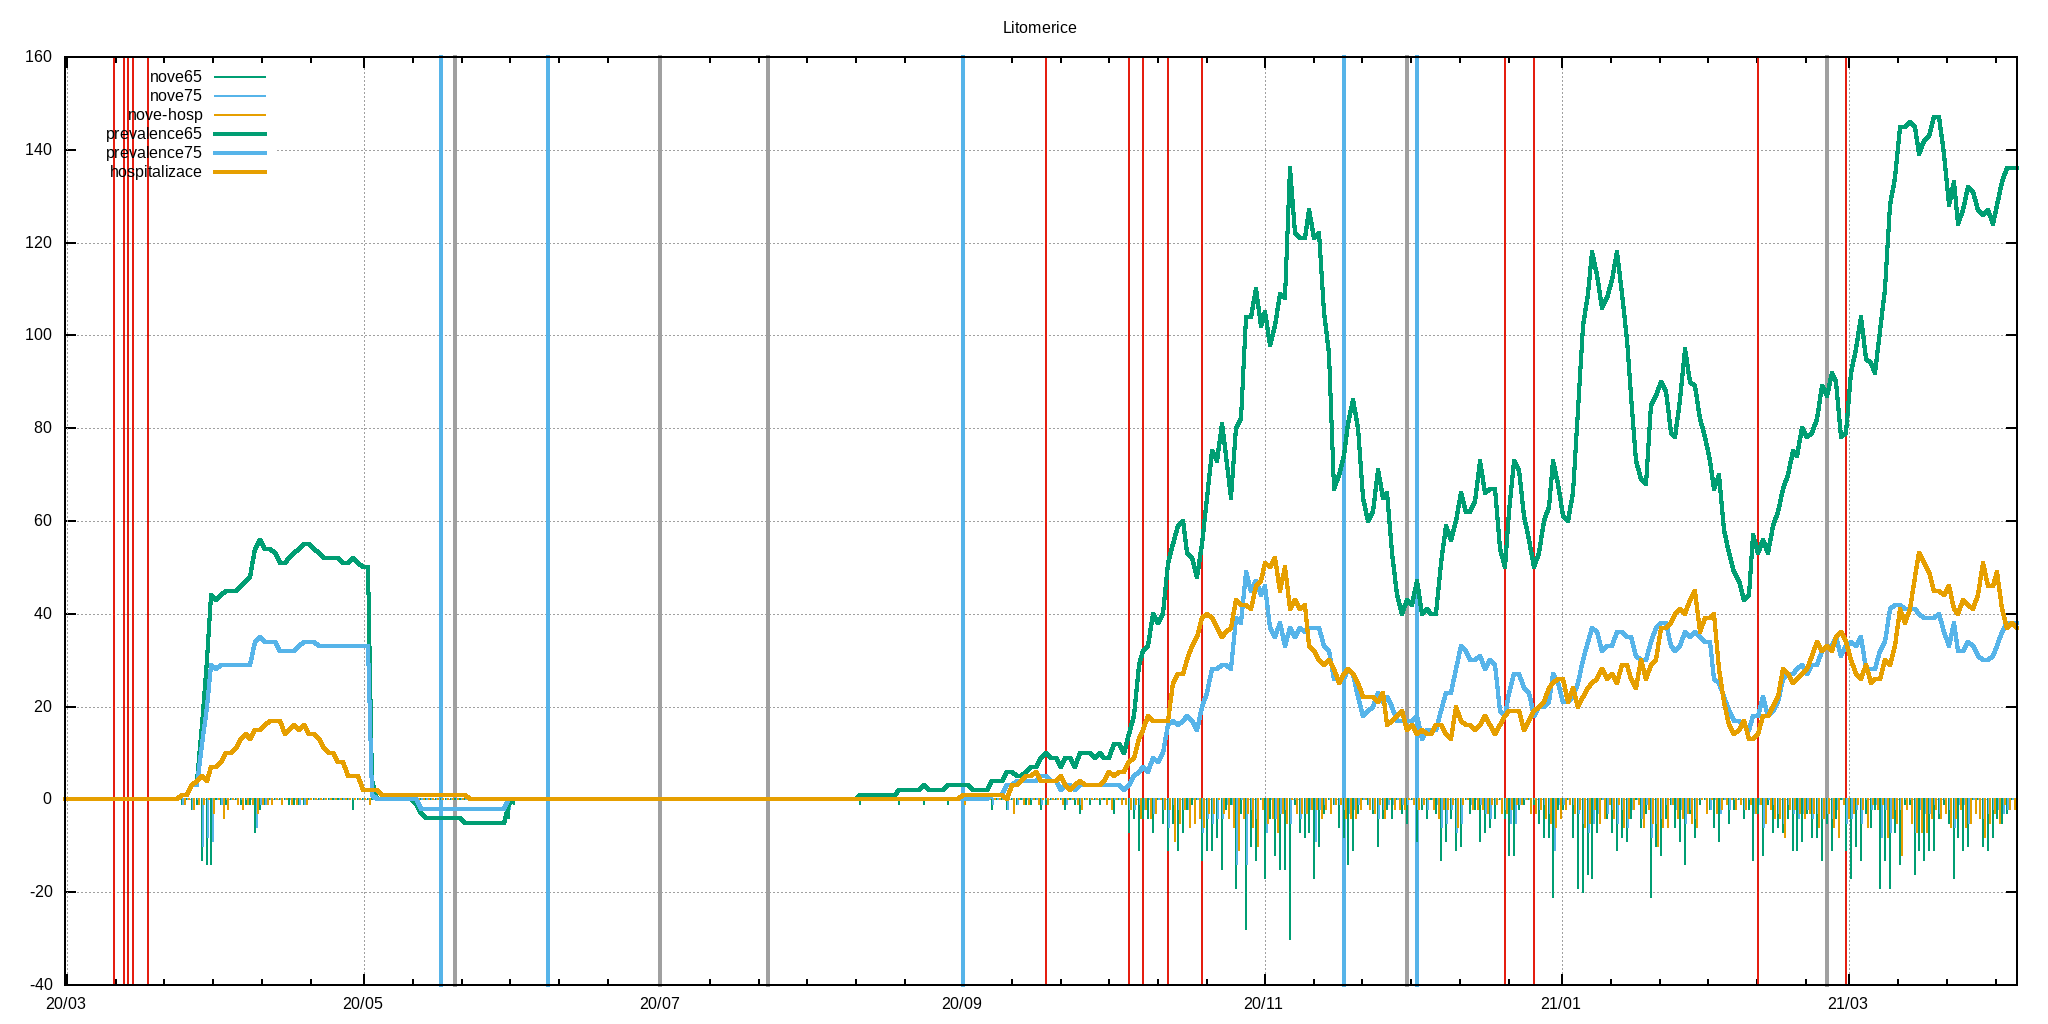 Litomerice
160
140
120
100
80
60
40
20
0
-20
-40
nove65
nove75
nove-hosp
prevalence65
prevalence75
hospitalizace
20/03 20/05 20/07 20/09 20/11 21/01 21/03